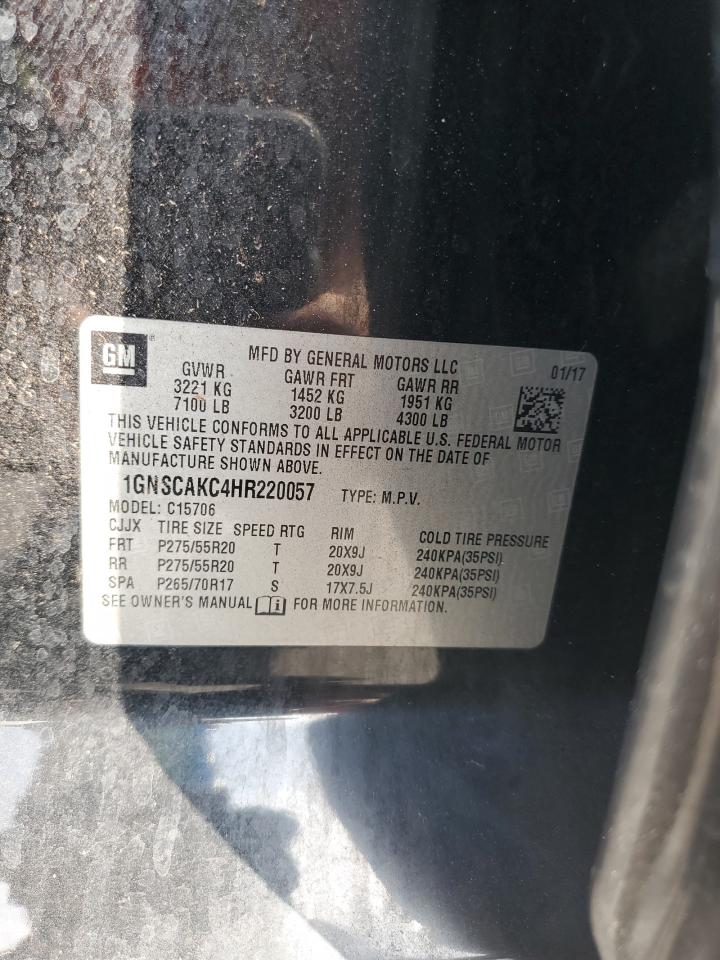 GM
MFD BY GENERAL MOTORS LLC 01/17
GVWR GAWR FRT GAWR RR
3221 KG 1452 KG 1951 KG
7100 LB 3200 LB 4300 LB
THIS VEHICLE CONFORMS TO ALL APPLICABLE U.S. FEDERAL MOTOR
VEHICLE SAFETY STANDARDS IN EFFECT ON THE DATE OF
MANUFACTURE SHOWN ABOVE.
1GNSCAKC4HR220057 TYPE: M.P.V.
MODEL: C15706
CJJX TIRE SIZE SPEED RTG RIM COLD TIRE PRESSURE
FRT P275/55R20 T 20X9J 240KPA(35PSI)
RR P275/55R20 T 20X9J 240KPA(35PSI)
SPA P265/70R17 S 17X7.5J 240KPA(35PSI)
SEE OWNER'S MANUAL FOR MORE INFORMATION.